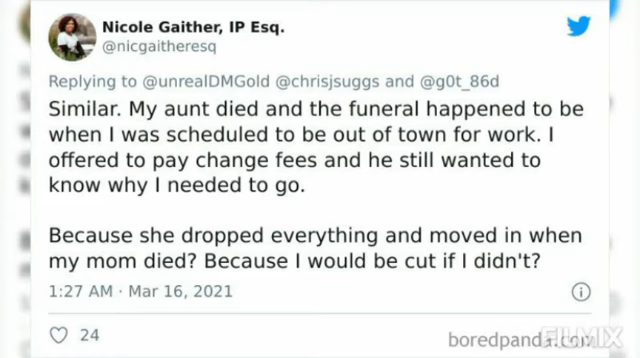 Nicole Gaither, IP Esq.
@nicgaitheresq
Replying to @unrealDMGold @chrisjsuggs and @g0t_86d
Similar. My aunt died and the funeral happened to be
when I was scheduled to be out of town for work. I
offered to pay change fees and he still wanted to
know why I needed to go.
Because she dropped everything and moved in when
my mom died? Because I would be cut if I didn't?
1:27 AM · Mar 16, 2021
24
boredpanda.com
FILMIX